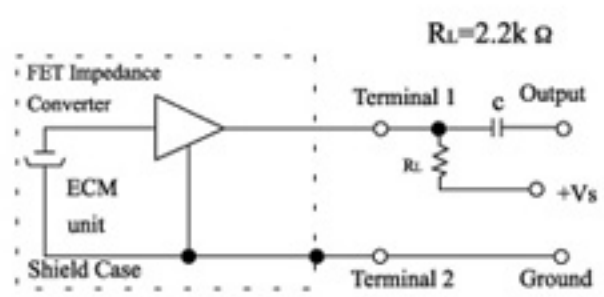 RL=2.2k Ω
FET Impedance
Converter
Terminal 1
c
Output
RL
+Vs
ECM
unit
Shield Case
Terminal 2
Ground